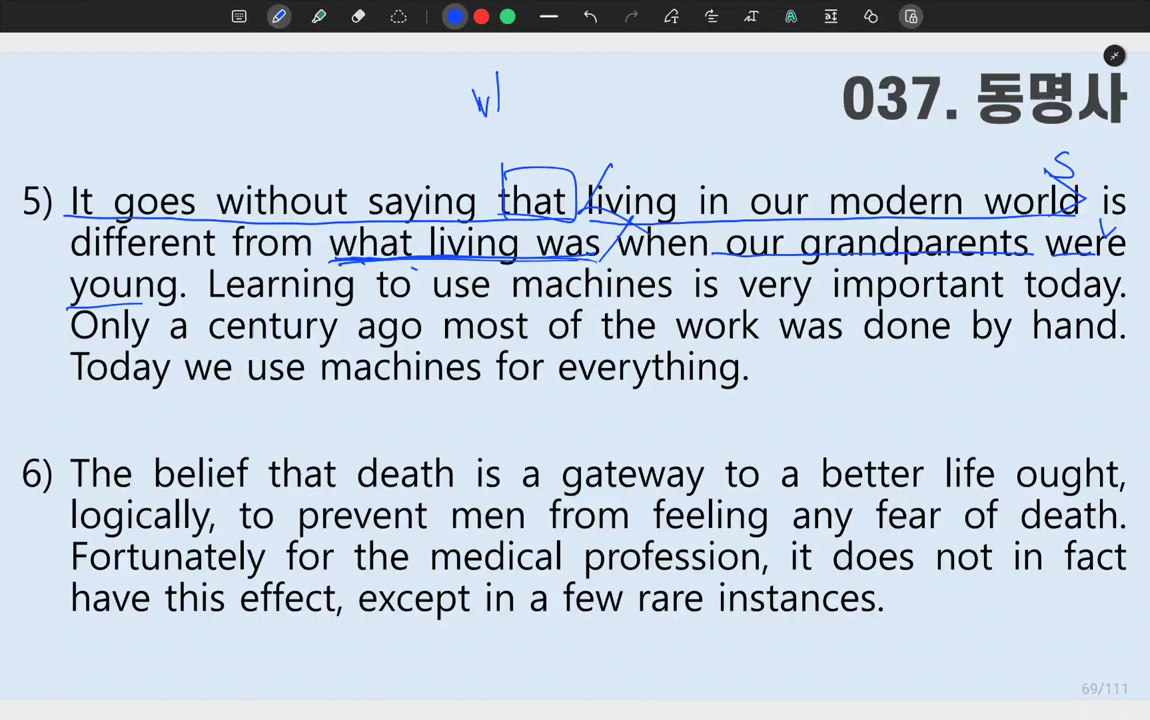 037. 동명사
5) It goes without saying that living in our modern world is
different from what living was when our grandparents were
young. Learning to use machines is very important today.
Only a century ago most of the work was done by hand.
Today we use machines for everything.
6) The belief that death is a gateway to a better life ought,
logically, to prevent men from feeling any fear of death.
Fortunately for the medical profession, it does not in fact
have this effect, except in a few rare instances.
69/111